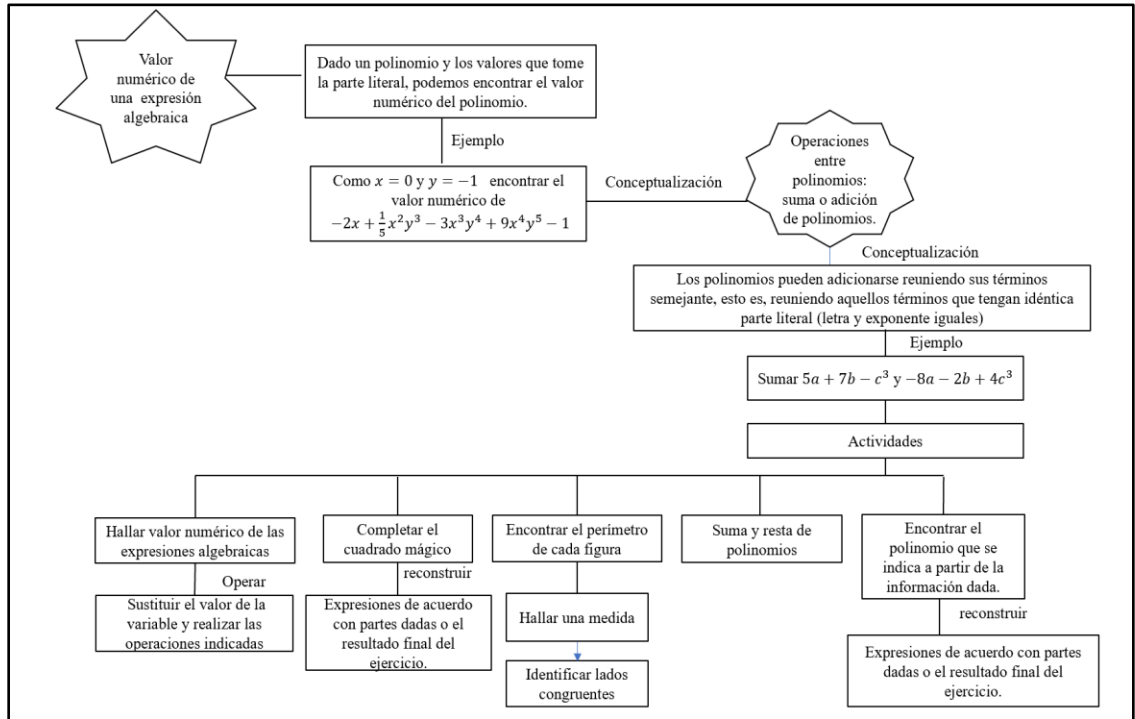 Valor
numérico de
una expresión
algebraica
Dado un polinomio y los valores que tome
la parte literal, podemos encontrar el valor
numérico del polinomio.
Ejemplo
Como x = 0 y y = −1 encontrar el
valor numérico de
−2x + 1/5 x²y³ − 3x³y⁴ + 9x⁴y⁵ − 1
Conceptualización
Operaciones
entre
polinomios:
suma o adición
de polinomios.
Conceptualización
Los polinomios pueden adicionarse reuniendo sus términos
semejante, esto es, reuniendo aquellos términos que tengan idéntica
parte literal (letra y exponente iguales)
Ejemplo
Sumar 5a + 7b − c³ y −8a − 2b + 4c³
Actividades
Hallar valor numérico de las
expresiones algebraicas
Operar
Sustituir el valor de la
variable y realizar las
operaciones indicadas
Completar el
cuadrado mágico
reconstruir
Expresiones de acuerdo
con partes dadas o el
resultado final del
ejercicio.
Encontrar el perímetro
de cada figura
Hallar una medida
Identificar lados
congruentes
Suma y resta de
polinomios
Encontrar el
polinomio que se
indica a partir de la
información dada.
reconstruir
Expresiones de acuerdo con partes
dadas o el resultado final del
ejercicio.